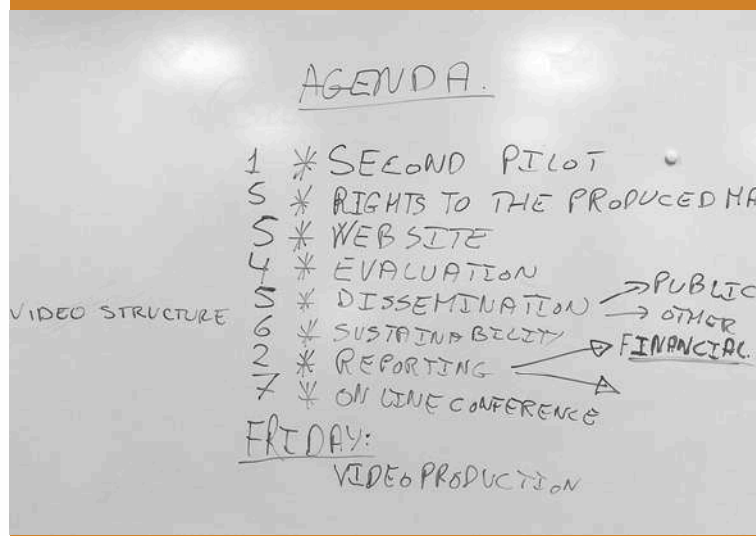 AGENDA.
1 * SECOND PILOT
5 * RIGHTS TO THE PRODUCED MA
5 * WEBSITE
4 * EVALUATION
5 * DISSEMINATION → PUBLIC
→ OTHER
VIDEO STRUCTURE
6 * SUSTAINABILITY
2 * REPORTING → FINANCIAL.
7 * ON LINE CONFERENCE
FRIDAY:
VIDEO PRODUCTION